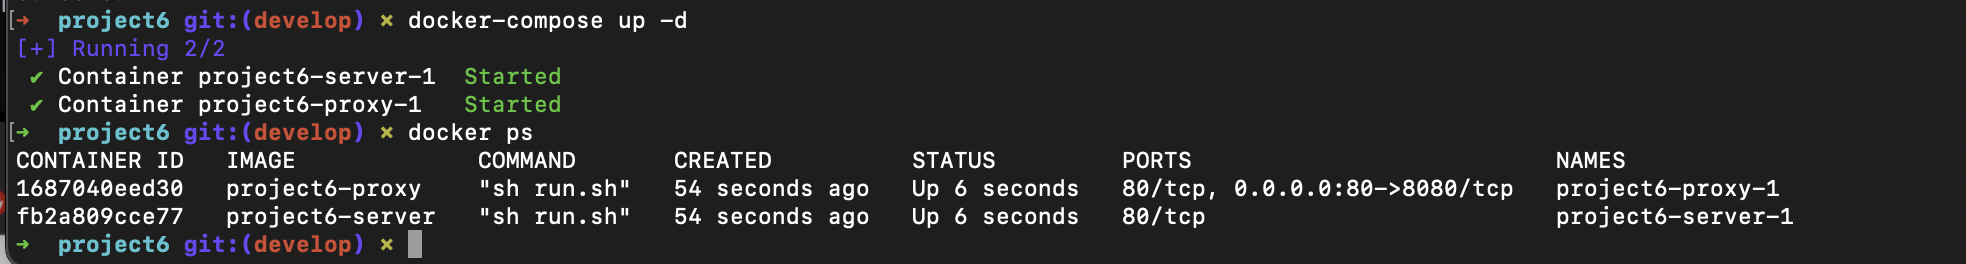 [➜  project6 git:(develop) ✗ docker-compose up -d
[+] Running 2/2
 ✔ Container project6-server-1  Started
 ✔ Container project6-proxy-1   Started
[➜  project6 git:(develop) ✗ docker ps
CONTAINER ID   IMAGE             COMMAND       CREATED          STATUS         PORTS                          NAMES
1687040eed30   project6-proxy    "sh run.sh"   54 seconds ago   Up 6 seconds   80/tcp, 0.0.0.0:80->8080/tcp   project6-proxy-1
fb2a809cce77   project6-server   "sh run.sh"   54 seconds ago   Up 6 seconds   80/tcp                         project6-server-1
➜  project6 git:(develop) ✗